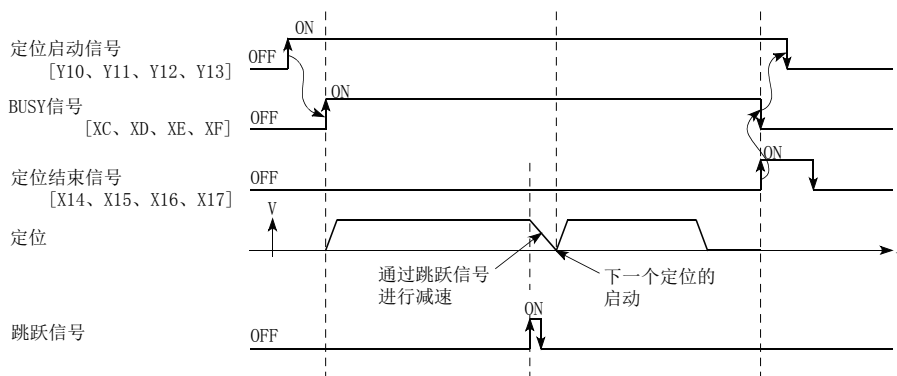 定位启动信号
[Y10、Y11、Y12、Y13]
OFF
ON
BUSY信号
[XC、XD、XE、XF]
OFF
ON
定位结束信号
[X14、X15、X16、X17]
OFF
ON
定位
V
通过跳跃信号
进行减速
下一个定位的
启动
跳跃信号
OFF
ON